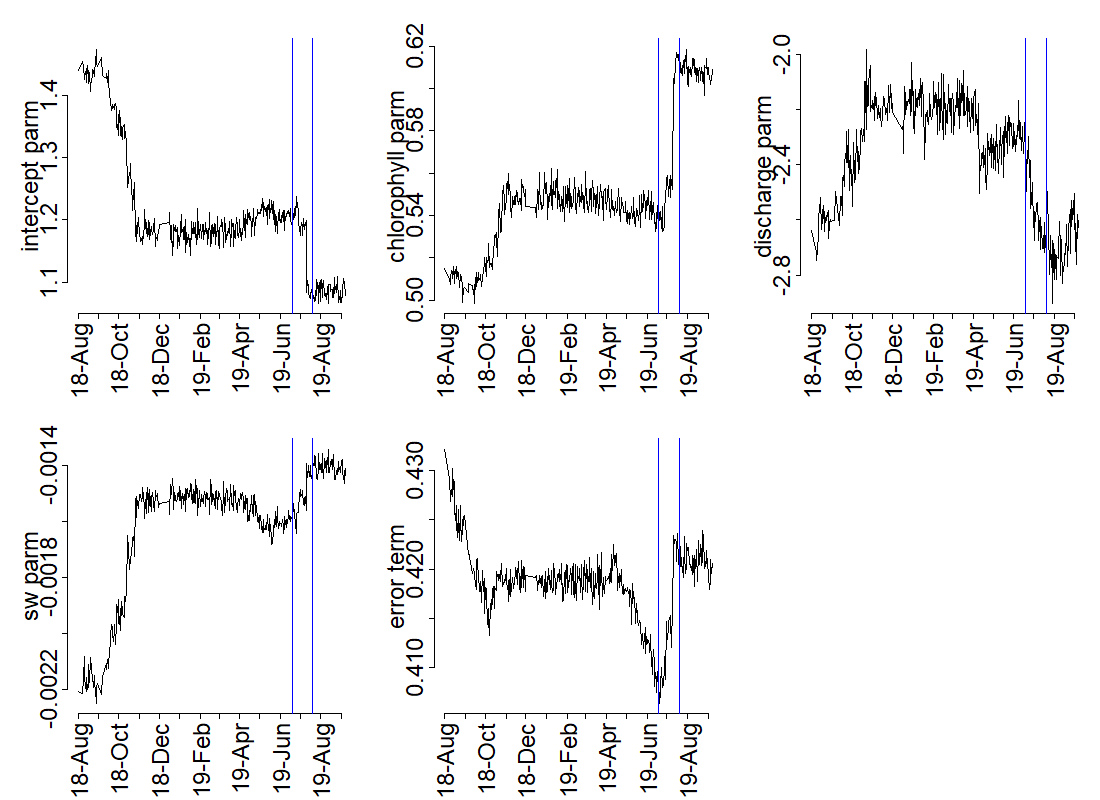 intercept parm
1.1 1.2 1.3 1.4
18-Aug 18-Oct 18-Dec 19-Feb 19-Apr 19-Jun 19-Aug
chlorophyll parm
0.50 0.54 0.58 0.62
18-Aug 18-Oct 18-Dec 19-Feb 19-Apr 19-Jun 19-Aug
discharge parm
-2.8 -2.4 -2.0
18-Aug 18-Oct 18-Dec 19-Feb 19-Apr 19-Jun 19-Aug
sw parm
-0.0022 -0.0018 -0.0014
18-Aug 18-Oct 18-Dec 19-Feb 19-Apr 19-Jun 19-Aug
error term
0.410 0.420 0.430
18-Aug 18-Oct 18-Dec 19-Feb 19-Apr 19-Jun 19-Aug